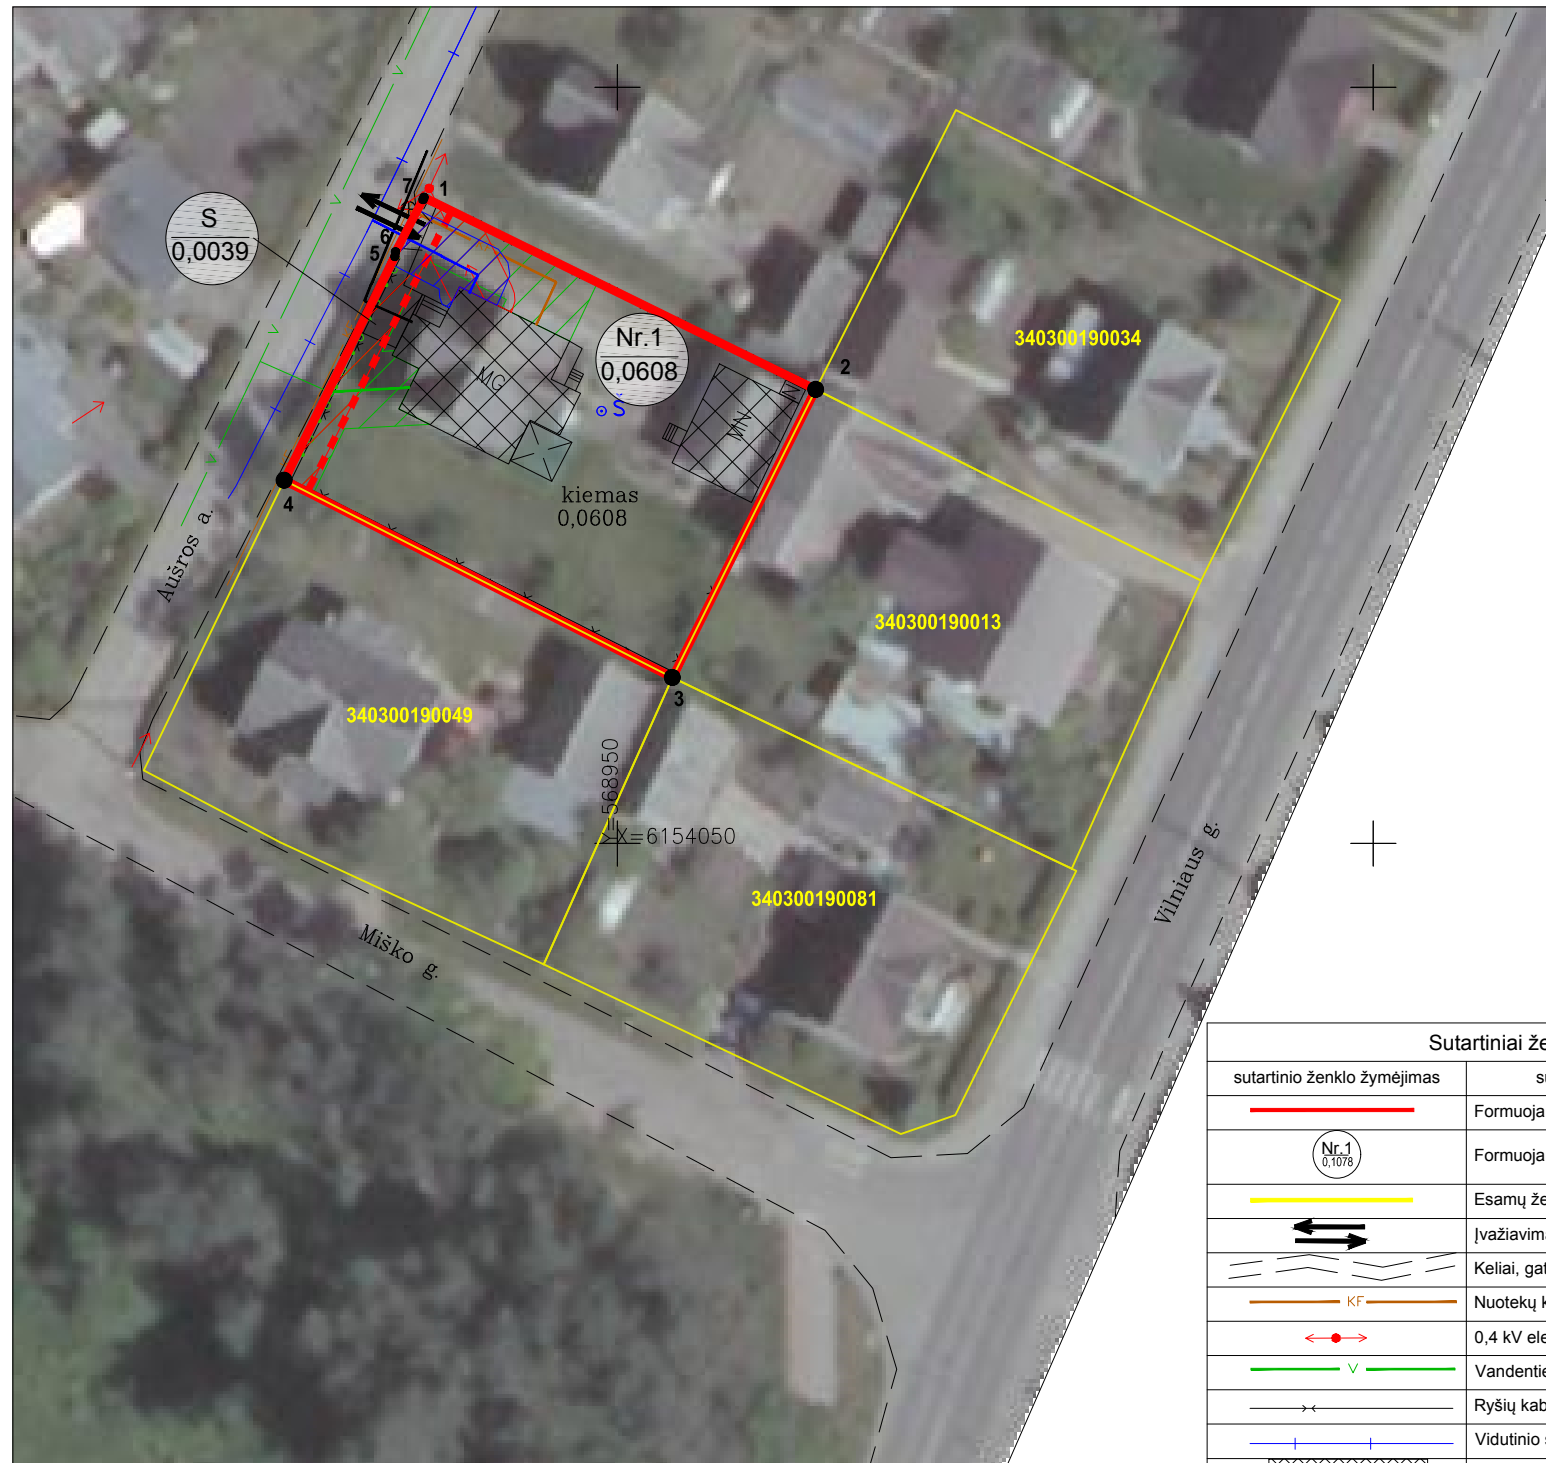 7
1
S
0,0039
6
5
Nr.1
0,0608
MG
Š
MN
2
340300190034
kiemas
0,0608
4
Aušros a.
340300190013
3
340300190049
Y=568950
X=6154050
340300190081
Vilniaus g.
Miško g.
Sutartiniai že
sutartinio ženklo žymėjimas
Formuoja
Nr.1
0,1078
Formuoja
Esamų že
Įvažiavima
Keliai, gat
KF
Nuotekų k
0,4 kV ele
V
Vandentie
Ryšių kab
Vidutinio s